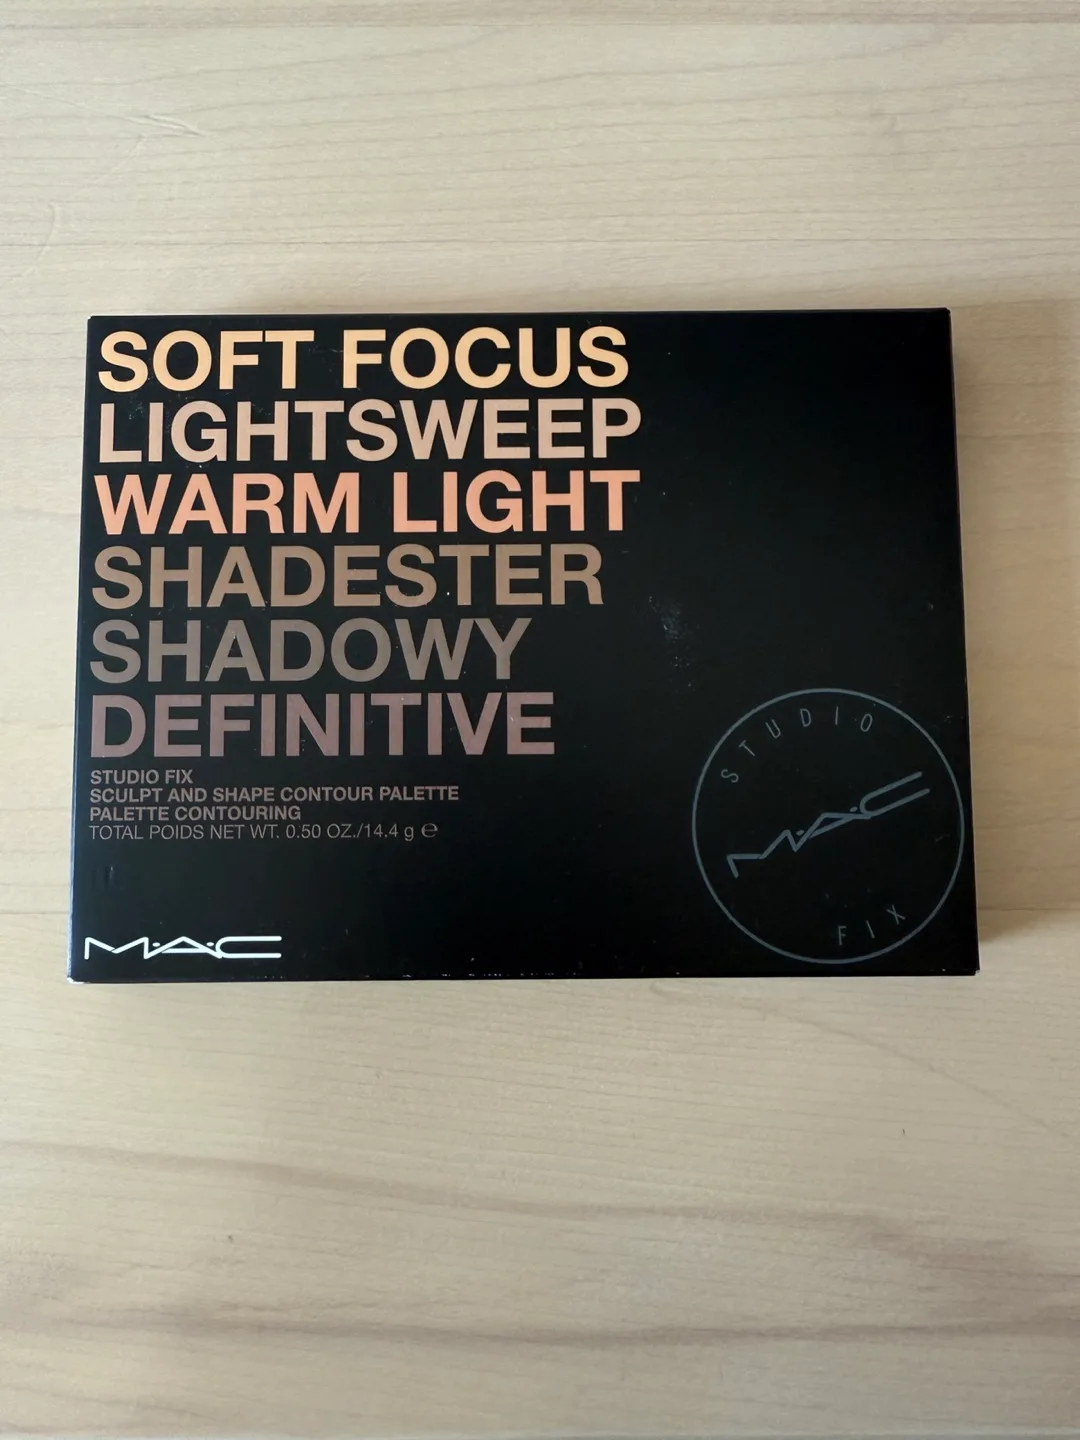 SOFT FOCUS
LIGHTSWEEP
WARM LIGHT
SHADESTER
SHADOWY
DEFINITIVE
STUDIO FIX
SCULPT AND SHAPE CONTOUR PALETTE
PALETTE CONTOURING
TOTAL POIDS NET WT. 0.50 OZ./14.4 g ℮
M·A·C
STUDIO
M·A·C
FIX